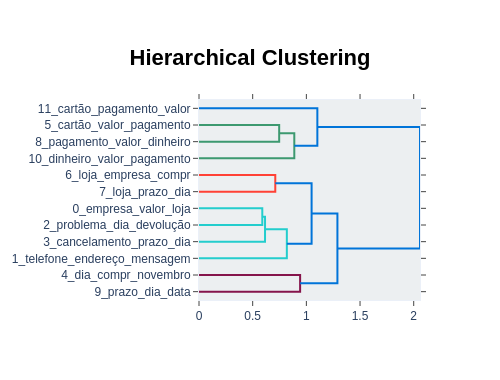 Hierarchical Clustering
11_cartão_pagamento_valor
5_cartão_valor_pagamento
8_pagamento_valor_dinheiro
10_dinheiro_valor_pagamento
6_loja_empresa_compr
7_loja_prazo_dia
0_empresa_valor_loja
2_problema_dia_devolução
3_cancelamento_prazo_dia
1_telefone_endereço_mensagem
4_dia_compr_novembro
9_prazo_dia_data
0 0.5 1 1.5 2